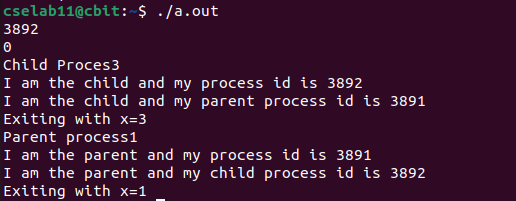 cselab11@cbit:~$ ./a.out
3892
0
Child Proces3
I am the child and my process id is 3892
I am the child and my parent process id is 3891
Exiting with x=3
Parent process1
I am the parent and my process id is 3891
I am the parent and my child process id is 3892
Exiting with x=1